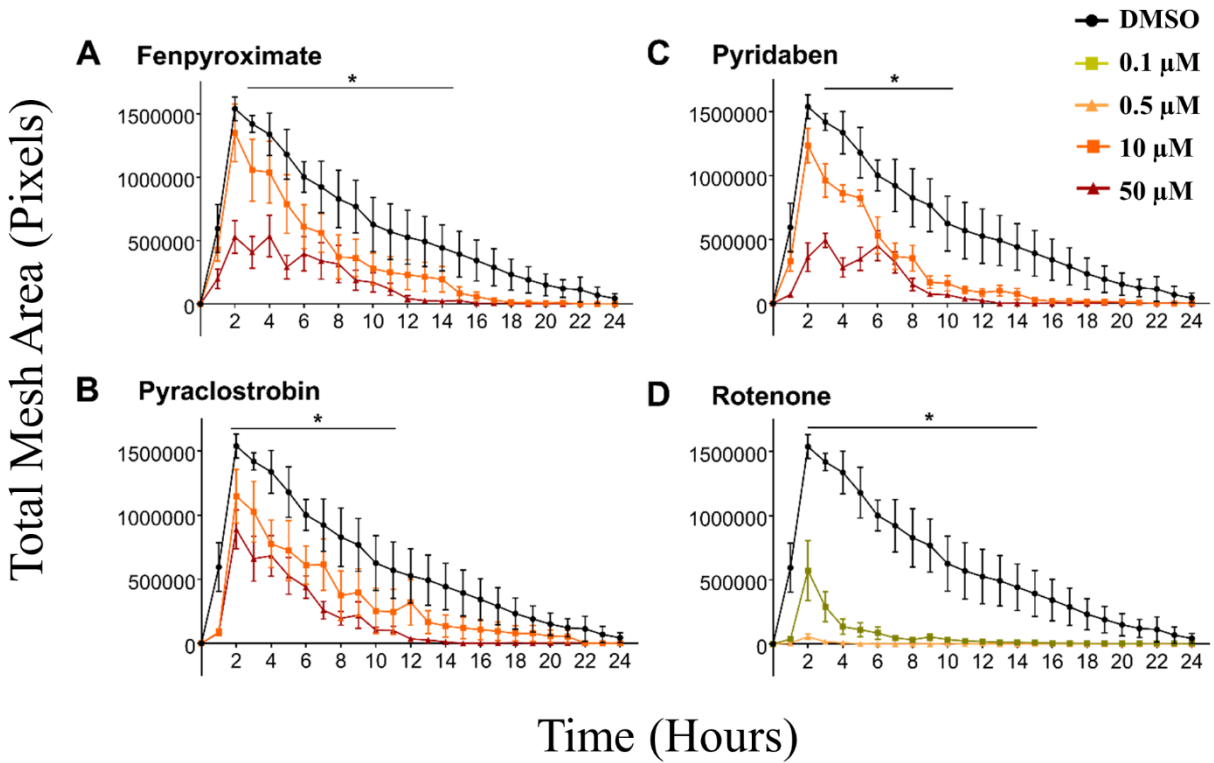 DMSO
0.1 µM
0.5 µM
10 µM
50 µM
Total Mesh Area (Pixels)
A Fenpyroximate
*
1500000
1000000
500000
0
2 4 6 8 10 12 14 16 18 20 22 24
C Pyridaben
*
1500000
1000000
500000
0
2 4 6 8 10 12 14 16 18 20 22 24
B Pyraclostrobin
*
1500000
1000000
500000
0
2 4 6 8 10 12 14 16 18 20 22 24
D Rotenone
*
1500000
1000000
500000
0
2 4 6 8 10 12 14 16 18 20 22 24
Time (Hours)